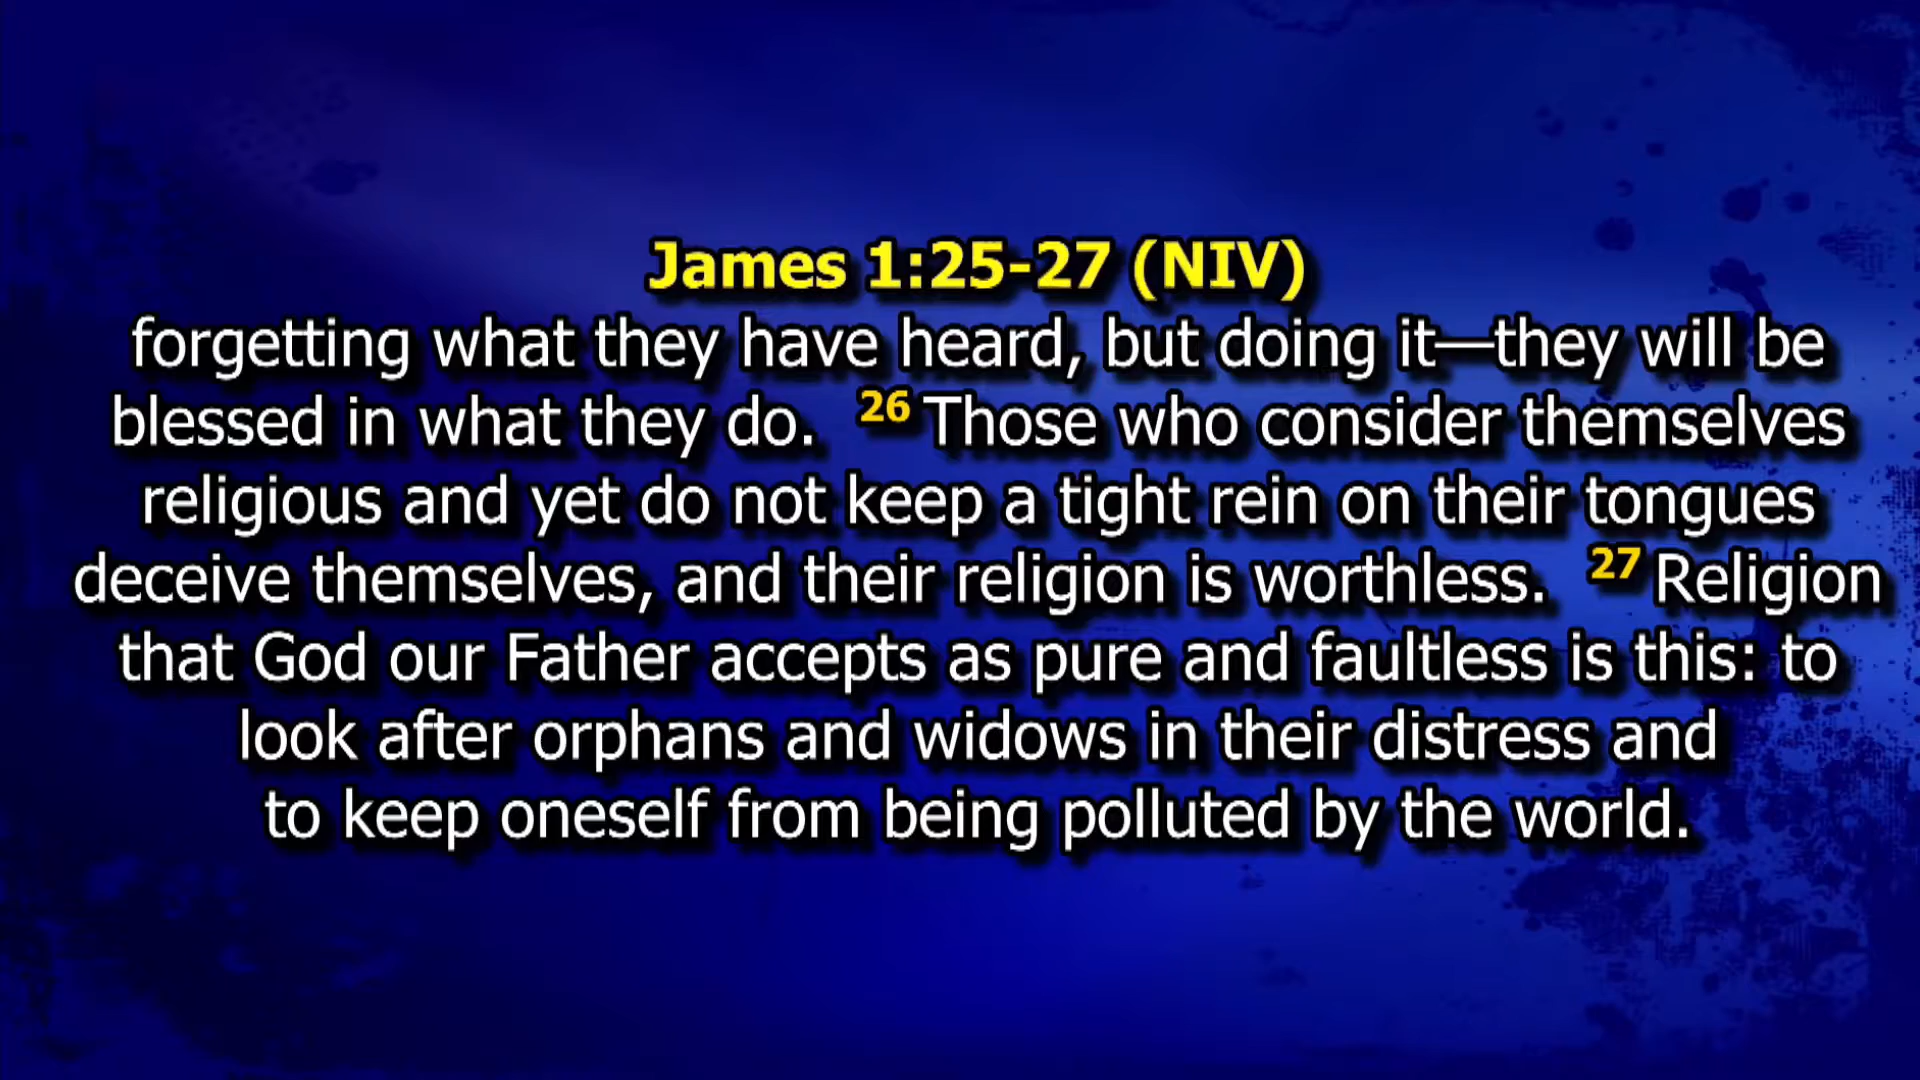 James 1:25-27 (NIV)
forgetting what they have heard, but doing it—they will be
blessed in what they do. 26 Those who consider themselves
religious and yet do not keep a tight rein on their tongues
deceive themselves, and their religion is worthless. 27 Religion
that God our Father accepts as pure and faultless is this: to
look after orphans and widows in their distress and
to keep oneself from being polluted by the world.